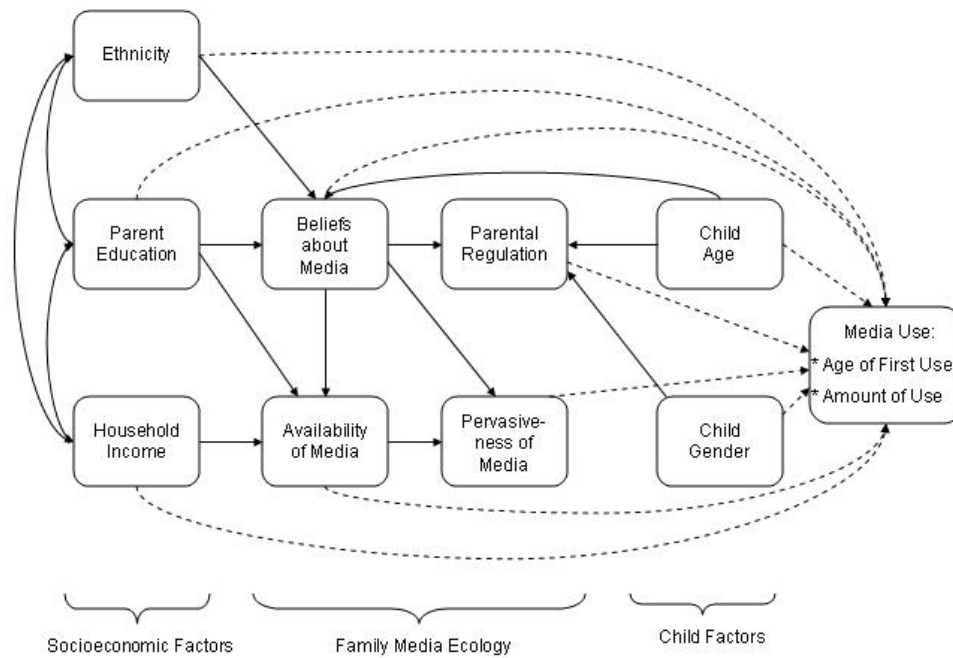 Ethnicity
Parent
Education
Beliefs
about
Media
Parental
Regulation
Child
Age
Media Use:
* Age of First Use
* Amount of Use
Household
Income
Availability
of Media
Pervasive-
ness of
Media
Child
Gender
Socioeconomic Factors
Family Media Ecology
Child Factors